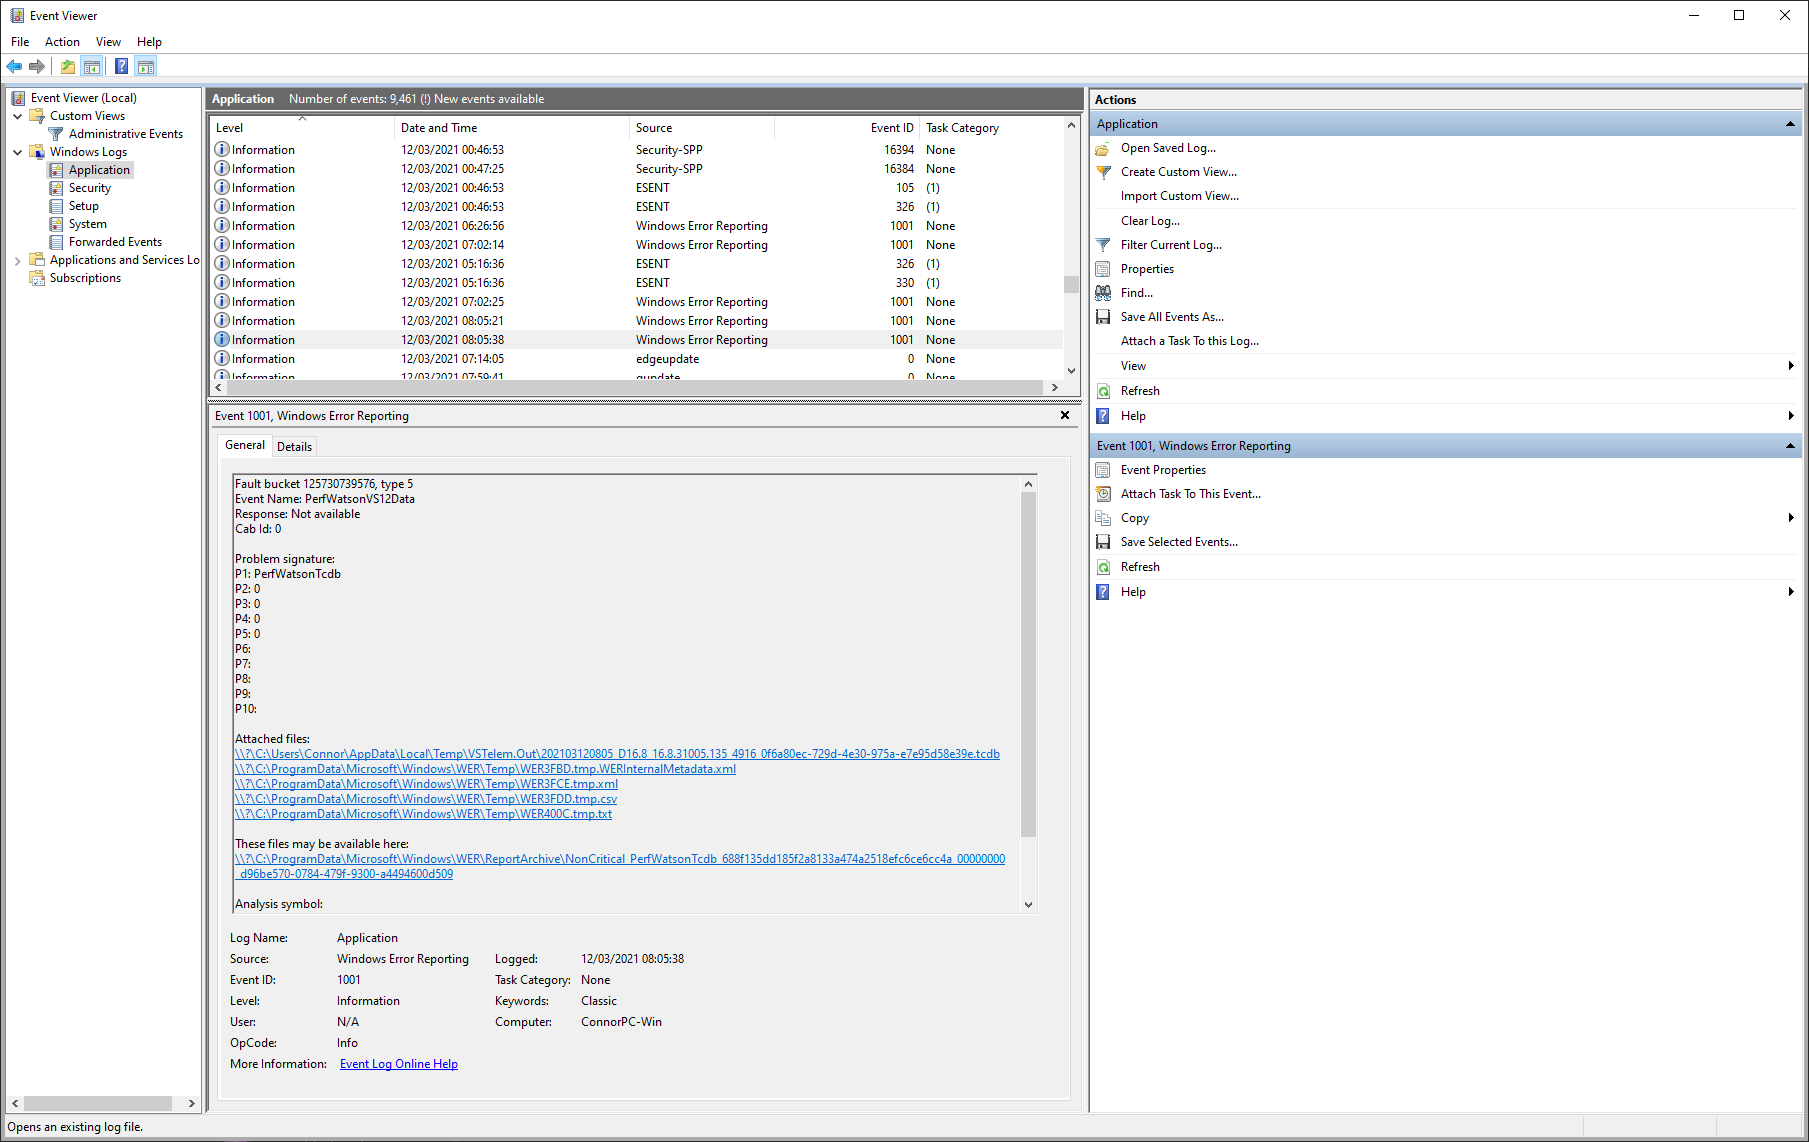 Event Viewer
File Action View Help
Event Viewer (Local)
Custom Views
Administrative Events
Windows Logs
Application
Security
Setup
System
Forwarded Events
Applications and Services Lo
Subscriptions
Application Number of events: 9,461 (!) New events available
Level Date and Time Source Event ID Task Category
Information 12/03/2021 00:46:53 Security-SPP 16394 None
Information 12/03/2021 00:47:25 Security-SPP 16384 None
Information 12/03/2021 00:46:53 ESENT 105 (1)
Information 12/03/2021 00:46:53 ESENT 326 (1)
Information 12/03/2021 06:26:56 Windows Error Reporting 1001 None
Information 12/03/2021 07:02:14 Windows Error Reporting 1001 None
Information 12/03/2021 05:16:36 ESENT 326 (1)
Information 12/03/2021 05:16:36 ESENT 330 (1)
Information 12/03/2021 07:02:25 Windows Error Reporting 1001 None
Information 12/03/2021 08:05:21 Windows Error Reporting 1001 None
Information 12/03/2021 08:05:38 Windows Error Reporting 1001 None
Information 12/03/2021 07:14:05 edgeupdate 0 None
Information 12/03/2021 07:59:41 gupdate 0 None
Event 1001, Windows Error Reporting
General Details
Fault bucket 125730739576, type 5
Event Name: PerfWatsonVS12Data
Response: Not available
Cab Id: 0
Problem signature:
P1: PerfWatsonTcdb
P2: 0
P3: 0
P4: 0
P5: 0
P6:
P7:
P8:
P9:
P10:
Attached files:
\\?\C:\Users\Connor\AppData\Local\Temp\VSTelem.Out\202103120805_D16.8_16.8.31005.135_4916_0f6a80ec-729d-4e30-975a-e7e95d58e39e.tcdb
\\?\C:\ProgramData\Microsoft\Windows\WER\Temp\WER3FBD.tmp.WERInternalMetadata.xml
\\?\C:\ProgramData\Microsoft\Windows\WER\Temp\WER3FCE.tmp.xml
\\?\C:\ProgramData\Microsoft\Windows\WER\Temp\WER3FDD.tmp.csv
\\?\C:\ProgramData\Microsoft\Windows\WER\Temp\WER400C.tmp.txt
These files may be available here:
\\?\C:\ProgramData\Microsoft\Windows\WER\ReportArchive\NonCritical_PerfWatsonTcdb_688f135dd185f2a8133a474a2518efc6ce6cc4a_00000000
_d96be570-0784-479f-9300-a4494600d509
Analysis symbol:
Log Name: Application
Source: Windows Error Reporting Logged: 12/03/2021 08:05:38
Event ID: 1001 Task Category: None
Level: Information Keywords: Classic
User: N/A Computer: ConnorPC-Win
OpCode: Info
More Information: Event Log Online Help
Actions
Application
Open Saved Log...
Create Custom View...
Import Custom View...
Clear Log...
Filter Current Log...
Properties
Find...
Save All Events As...
Attach a Task To this Log...
View
Refresh
Help
Event 1001, Windows Error Reporting
Event Properties
Attach Task To This Event...
Copy
Save Selected Events...
Refresh
Help
Opens an existing log file.